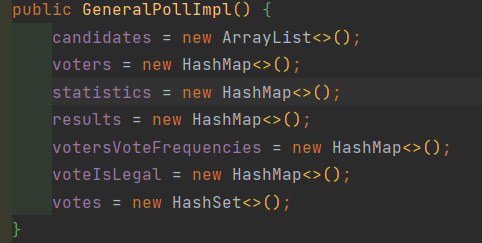 public GeneralPollImpl() {
candidates = new ArrayList<>();
voters = new HashMap<>();
statistics = new HashMap<>();
results = new HashMap<>();
votersVoteFrequencies = new HashMap<>();
voteIsLegal = new HashMap<>();
votes = new HashSet<>();
}